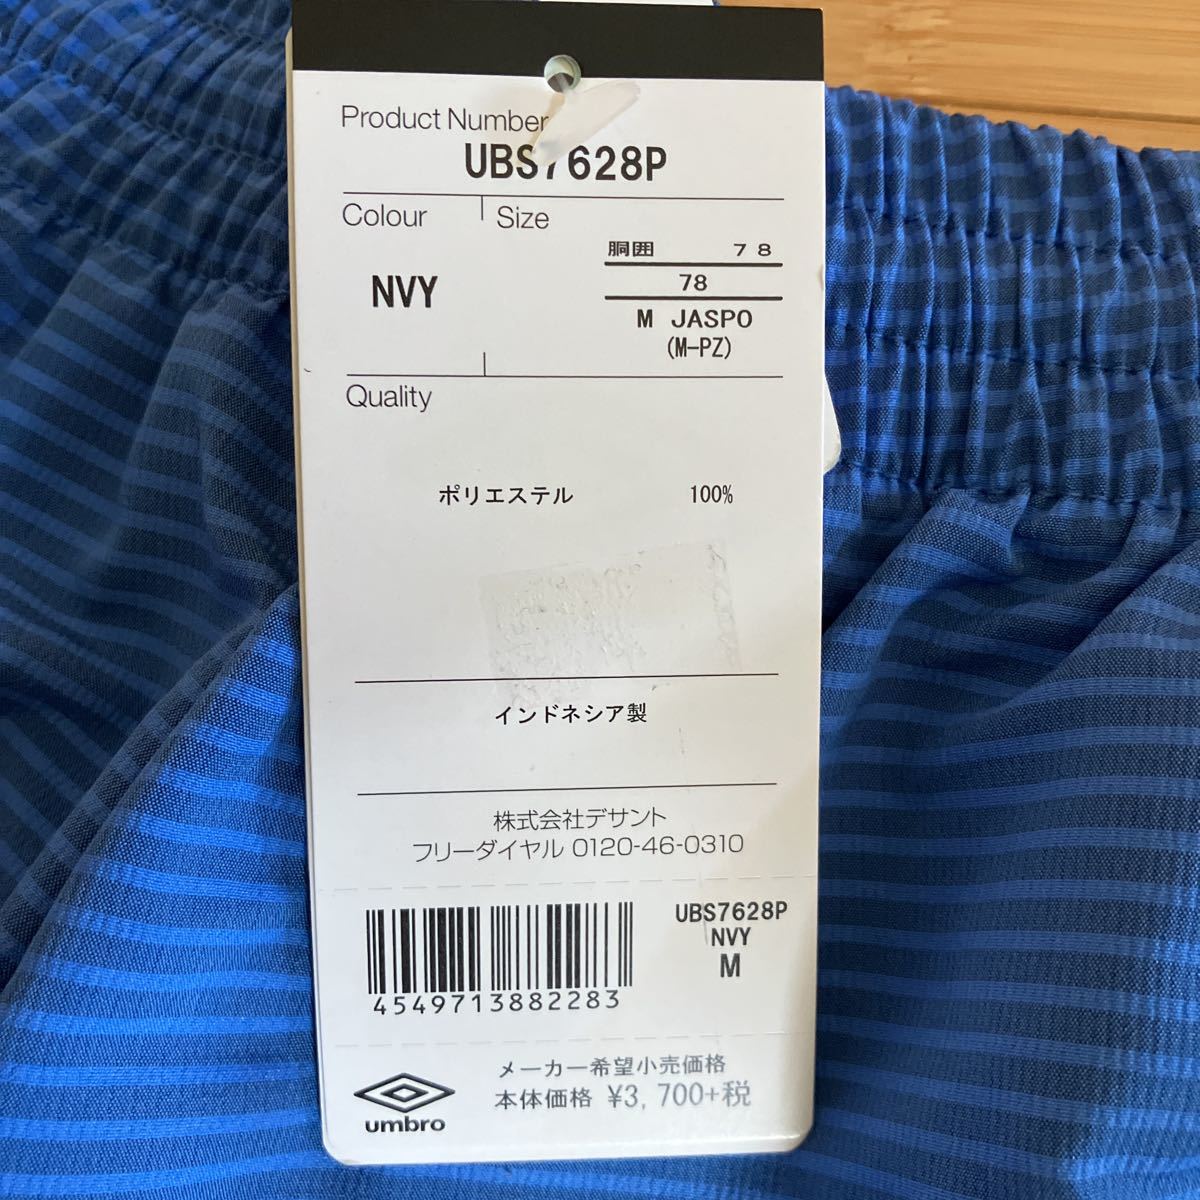 Product Number
UBS7628P
Colour
Size
胴囲 78
78
NVY
M JASPO
(M-PZ)
Quality
ポリエステル 100%
インドネシア製
株式会社デサント
フリーダイヤル 0120-46-0310
UBS7628P
NVY
M
4549713882283
メーカー希望小売価格
本体価格 ¥3,700+税
umbro